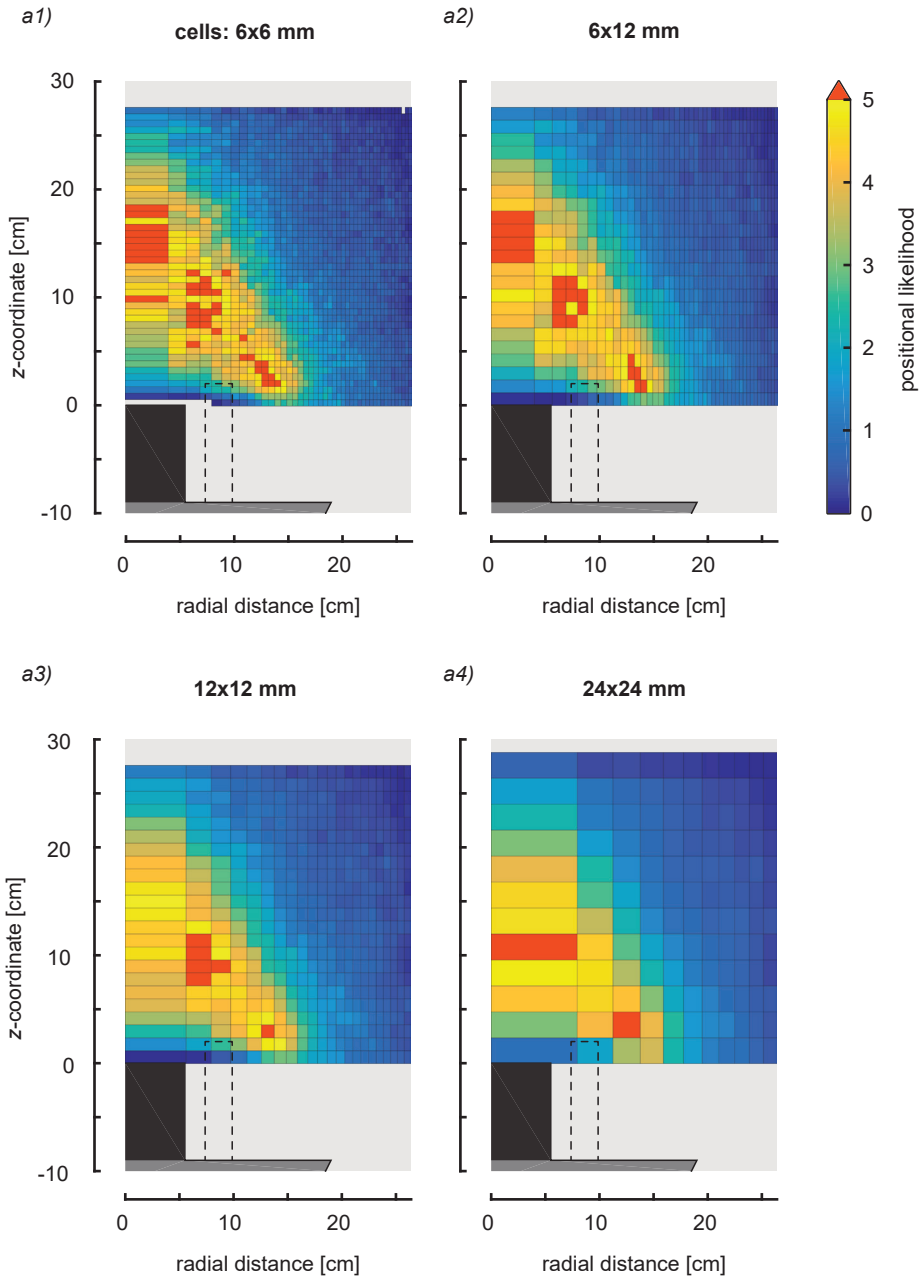 a1)
cells: 6x6 mm
30
20
10
0
-10
z-coordinate [cm]
0 10 20
radial distance [cm]
a2)
6x12 mm
0 10 20
radial distance [cm]
5
4
3
2
1
0
positional likelihood
a3)
12x12 mm
30
20
10
0
-10
z-coordinate [cm]
0 10 20
radial distance [cm]
a4)
24x24 mm
0 10 20
radial distance [cm]